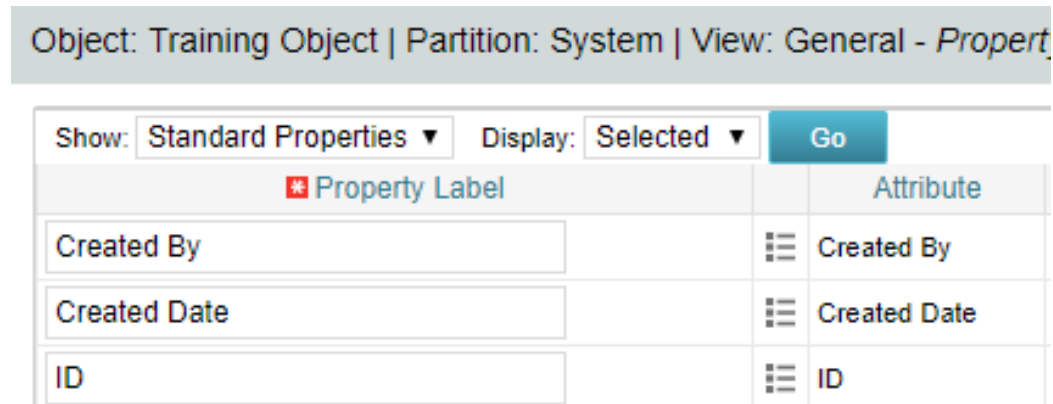 Object: Training Object | Partition: System | View: General - Property
Show: Standard Properties ▼ Display: Selected ▼ Go
* Property Label Attribute
Created By Created By
Created Date Created Date
ID ID